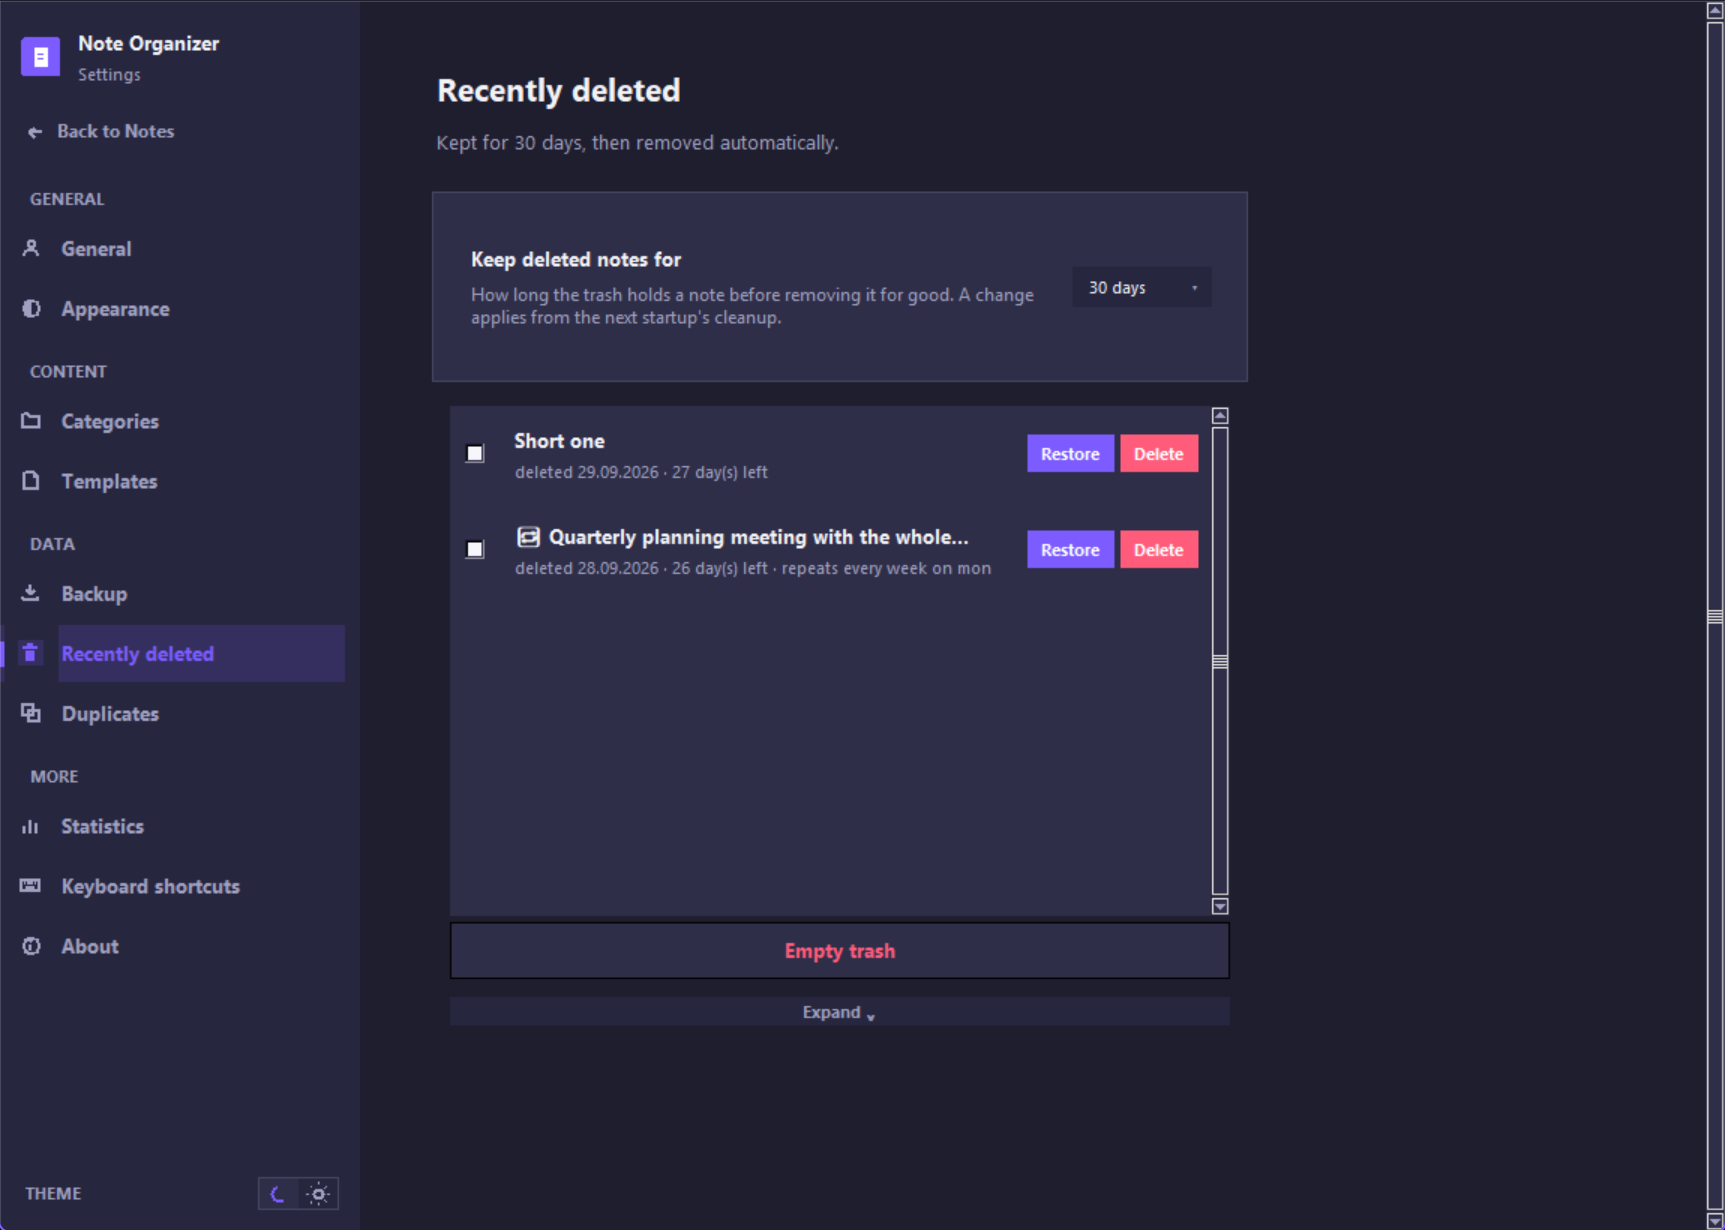 Note Organizer
Settings
Back to Notes
GENERAL
General
Appearance
CONTENT
Categories
Templates
DATA
Backup
Recently deleted
Duplicates
MORE
Statistics
Keyboard shortcuts
About
THEME
Recently deleted
Kept for 30 days, then removed automatically.
Keep deleted notes for
How long the trash holds a note before removing it for good. A change
applies from the next startup's cleanup.
30 days
Short one
deleted 29.09.2026 · 27 day(s) left
Restore Delete
Quarterly planning meeting with the whole...
deleted 28.09.2026 · 26 day(s) left · repeats every week on mon
Restore Delete
Empty trash
Expand